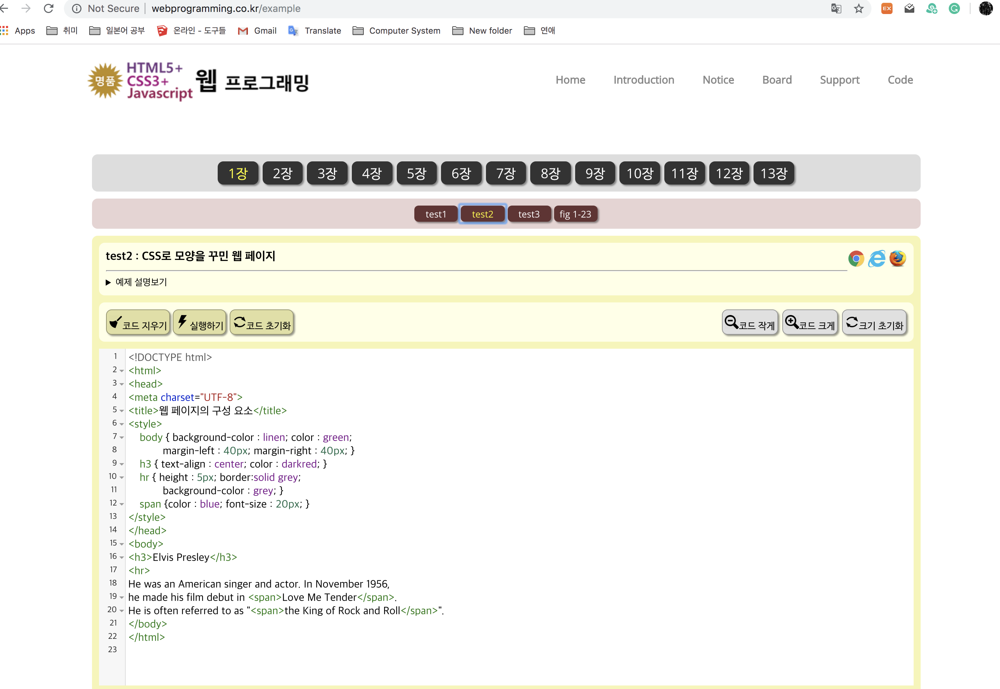 Not Secure webprogramming.co.kr/example
EX
G
Apps 취미 일본어 공부 온라인 - 도구들 Gmail Translate Computer System New folder 연애
명품 HTML5+ CSS3+ Javascript 웹 프로그래밍
Home Introduction Notice Board Support Code
1장 2장 3장 4장 5장 6장 7장 8장 9장 10장 11장 12장 13장
test1 test2 test3 fig 1-23
test2 : CSS로 모양을 꾸민 웹 페이지
▶ 예제 설명보기
코드 지우기 실행하기 코드 초기화 코드 작게 코드 크게 크기 초기화
1 <!DOCTYPE html>
2 <html>
3 <head>
4 <meta charset="UTF-8">
5 <title>웹 페이지의 구성 요소</title>
6 <style>
7 body { background-color : linen; color : green;
8 margin-left : 40px; margin-right : 40px; }
9 h3 { text-align : center; color : darkred; }
10 hr { height : 5px; border:solid grey;
11 background-color : grey; }
12 span {color : blue; font-size : 20px; }
13 </style>
14 </head>
15 <body>
16 <h3>Elvis Presley</h3>
17 <hr>
18 He was an American singer and actor. In November 1956,
19 he made his film debut in <span>Love Me Tender</span>.
20 He is often referred to as "<span>the King of Rock and Roll</span>".
21 </body>
22 </html>
23